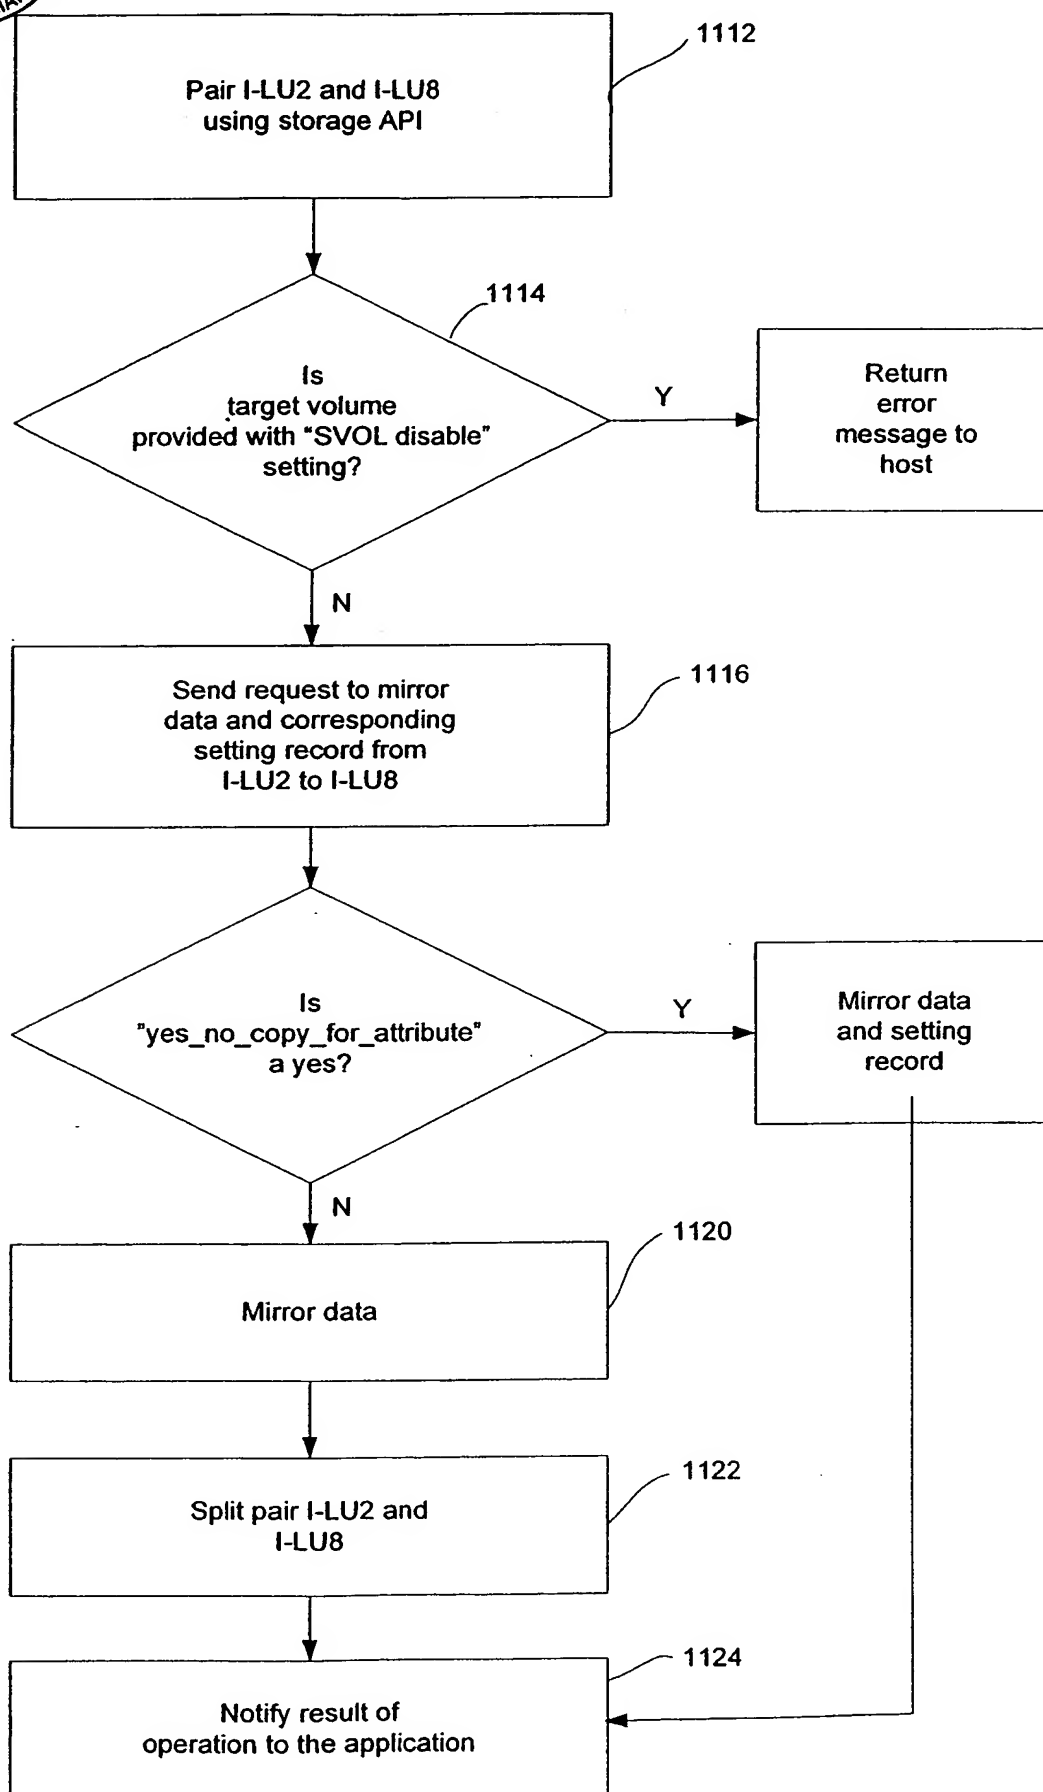 1112
Pair I-LU2 and I-LU8
using storage API
1114
Is
target volume
provided with "SVOL disable"
setting?
Y
Return
error
message to
host
N
1116
Send request to mirror
data and corresponding
setting record from
I-LU2 to I-LU8
Is
"yes_no_copy_for_attribute"
a yes?
Y
Mirror data
and setting
record
N
1120
Mirror data
1122
Split pair I-LU2 and
I-LU8
1124
Notify result of
operation to the application